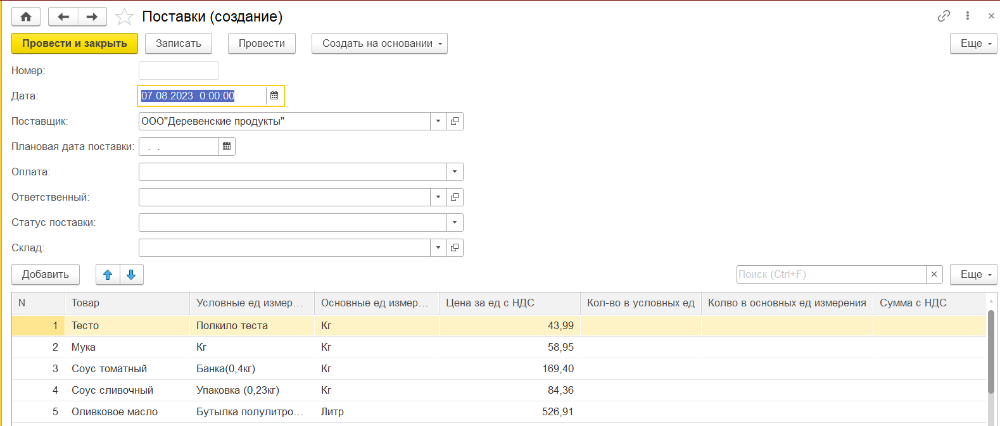 Поставки (создание)
Провести и закрыть Записать Провести Создать на основании Еще
Номер:
Дата: 07.08.2023 0:00:00
Поставщик: ООО"Деревенские продукты"
Плановая дата поставки: . .
Оплата:
Ответственный:
Статус поставки:
Склад:
Добавить Поиск (Ctrl+F) × Еще
N Товар Условные ед измер... Основные ед измер... Цена за ед с НДС Кол-во в условных ед Колво в основных ед измерения Сумма с НДС
1 Тесто Полкило теста Кг 43,99
2 Мука Кг Кг 58,95
3 Соус томатный Банка(0,4кг) Кг 169,40
4 Соус сливочный Упаковка (0,23кг) Кг 84,36
5 Оливковое масло Бутылка полулитро... Литр 526,91